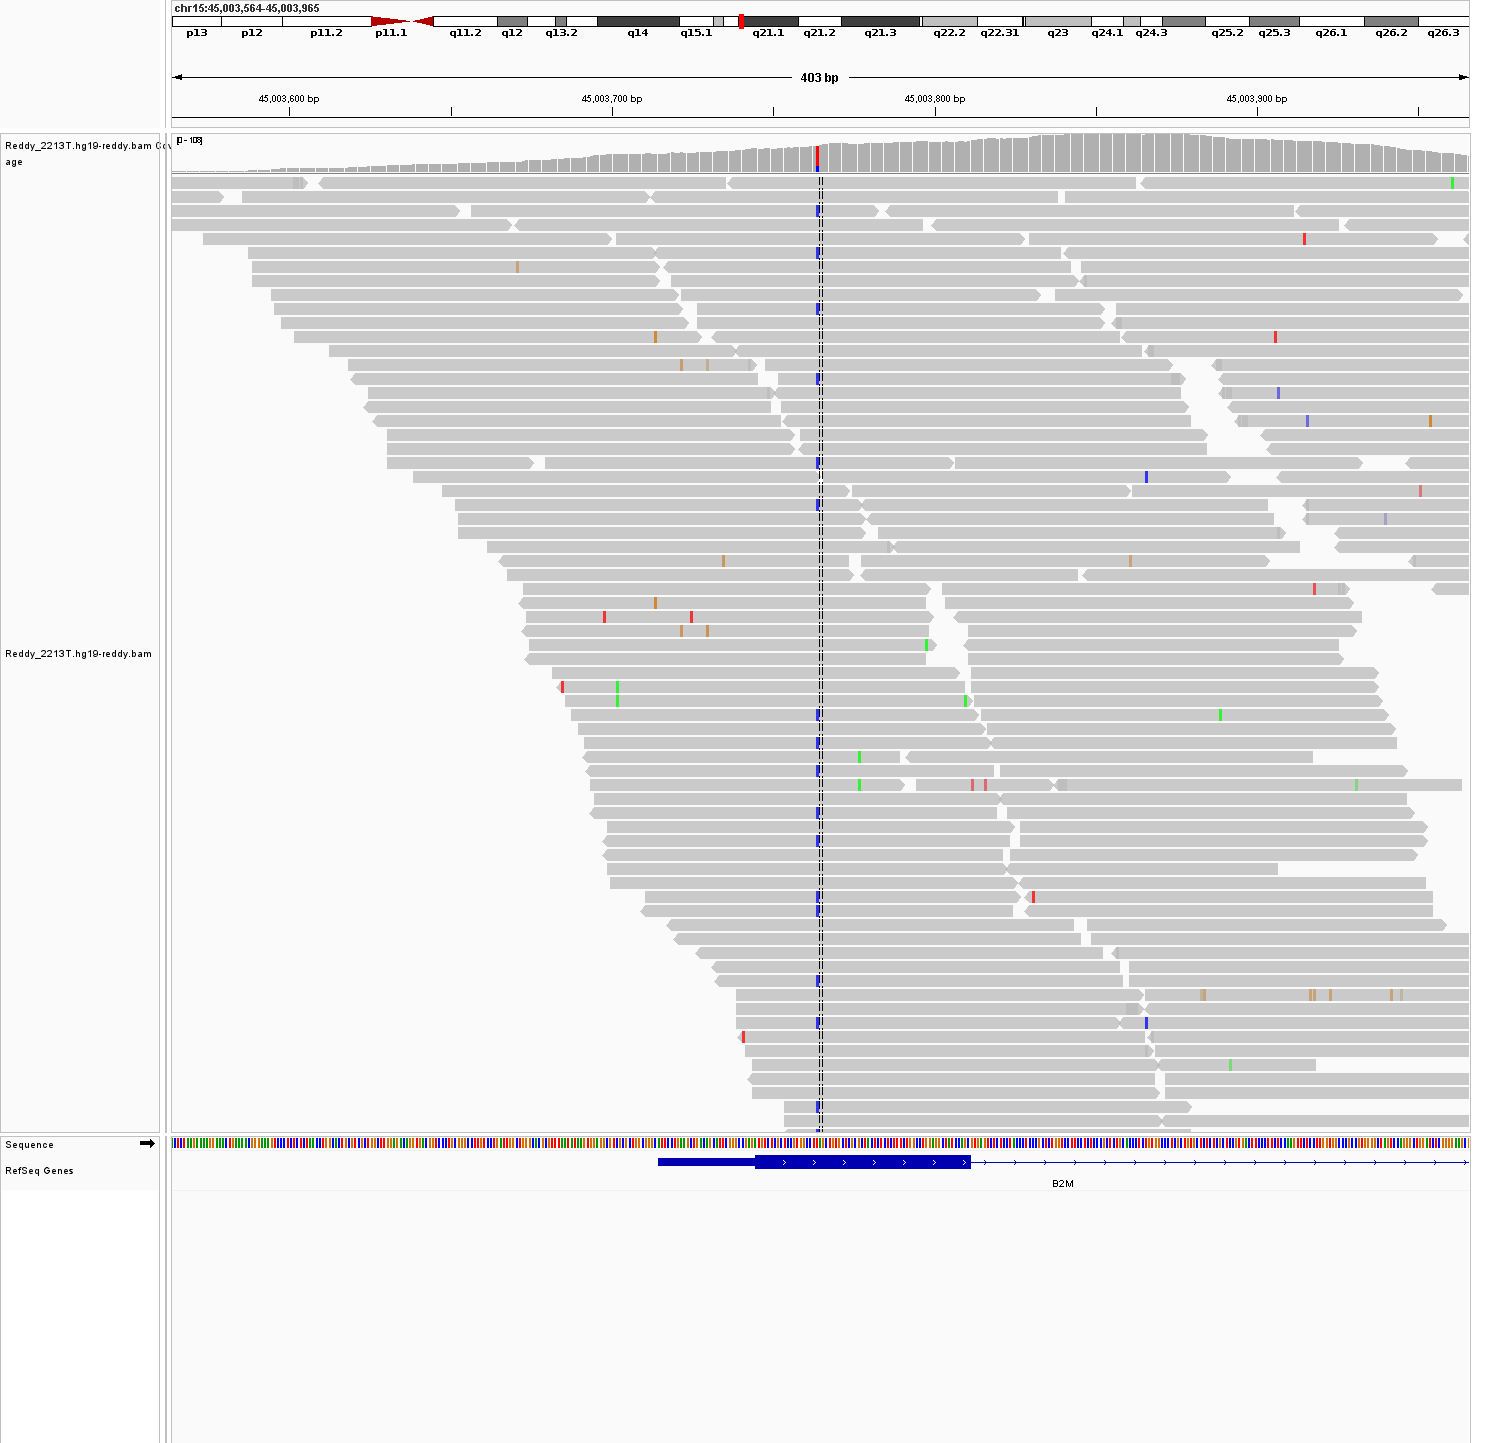 chr15:45,003,564-45,003,965
p13 p12 p11.2 p11.1 q11.2 q12 q13.2 q14 q15.1 q21.1 q21.2 q21.3 q22.2 q22.31 q23 q24.1 q24.3 q25.2 q25.3 q26.1 q26.2 q26.3
403 bp
45,003,600 bp 45,003,700 bp 45,003,800 bp 45,003,900 bp
[0 - 108]
Reddy_2213T.hg19-reddy.bam Cov
age
Reddy_2213T.hg19-reddy.bam
Sequence
RefSeq Genes
B2M